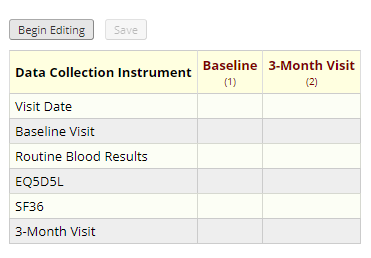 Begin Editing Save
Data Collection Instrument Baseline 3-Month Visit
(1) (2)
Visit Date
Baseline Visit
Routine Blood Results
EQ5D5L
SF36
3-Month Visit